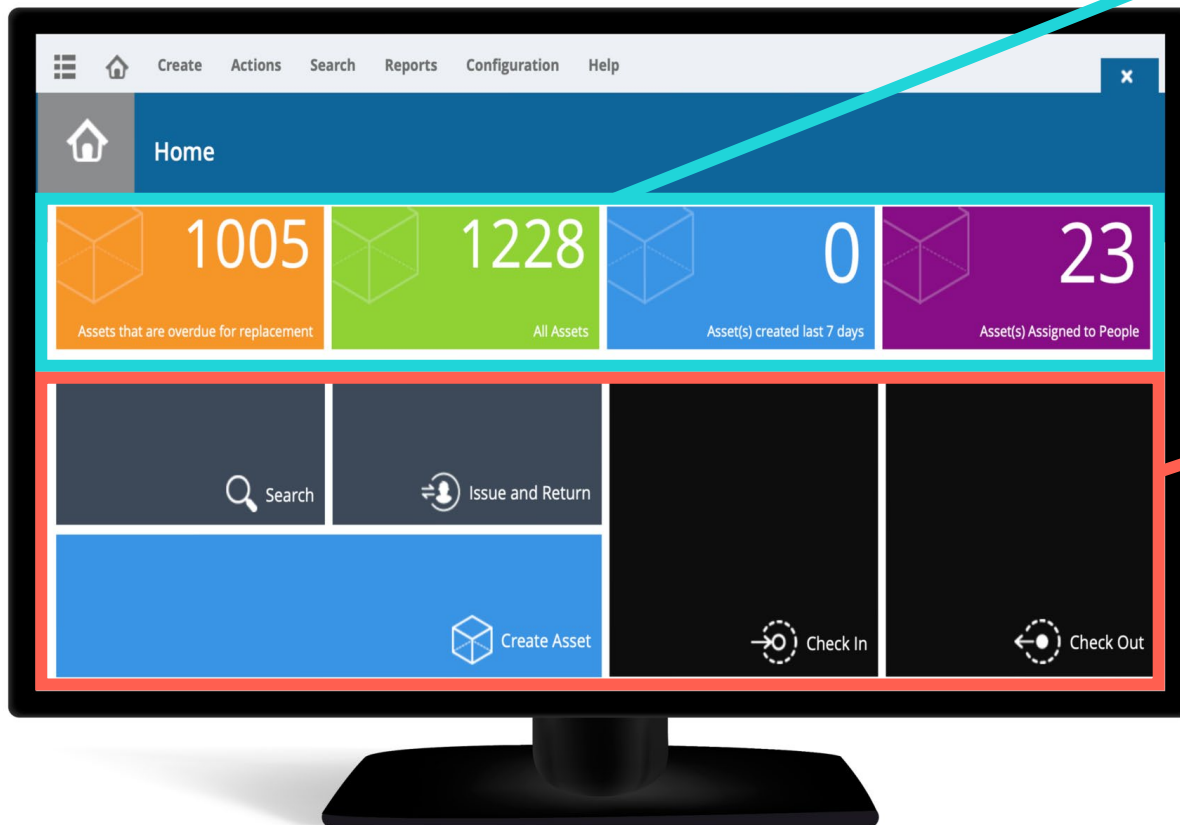 Create Actions Search Reports Configuration Help
Home
1005
Assets that are overdue for replacement
1228
All Assets
0
Asset(s) created last 7 days
23
Asset(s) Assigned to People
Search
Issue and Return
Create Asset
Check In
Check Out